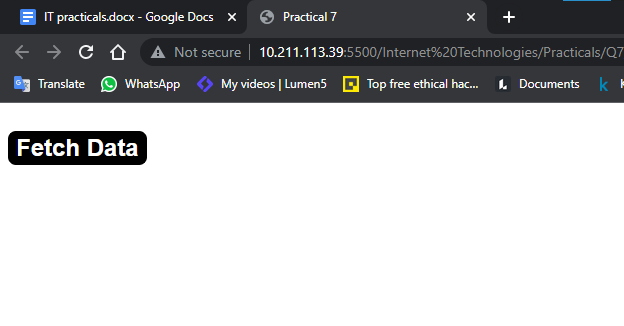 IT practicals.docx - Google Docs
Practical 7
Not secure
10.211.113.39:5500/Internet%20Technologies/Practicals/Q7
Translate
WhatsApp
My videos | Lumen5
Top free ethical hac...
Documents
Fetch Data